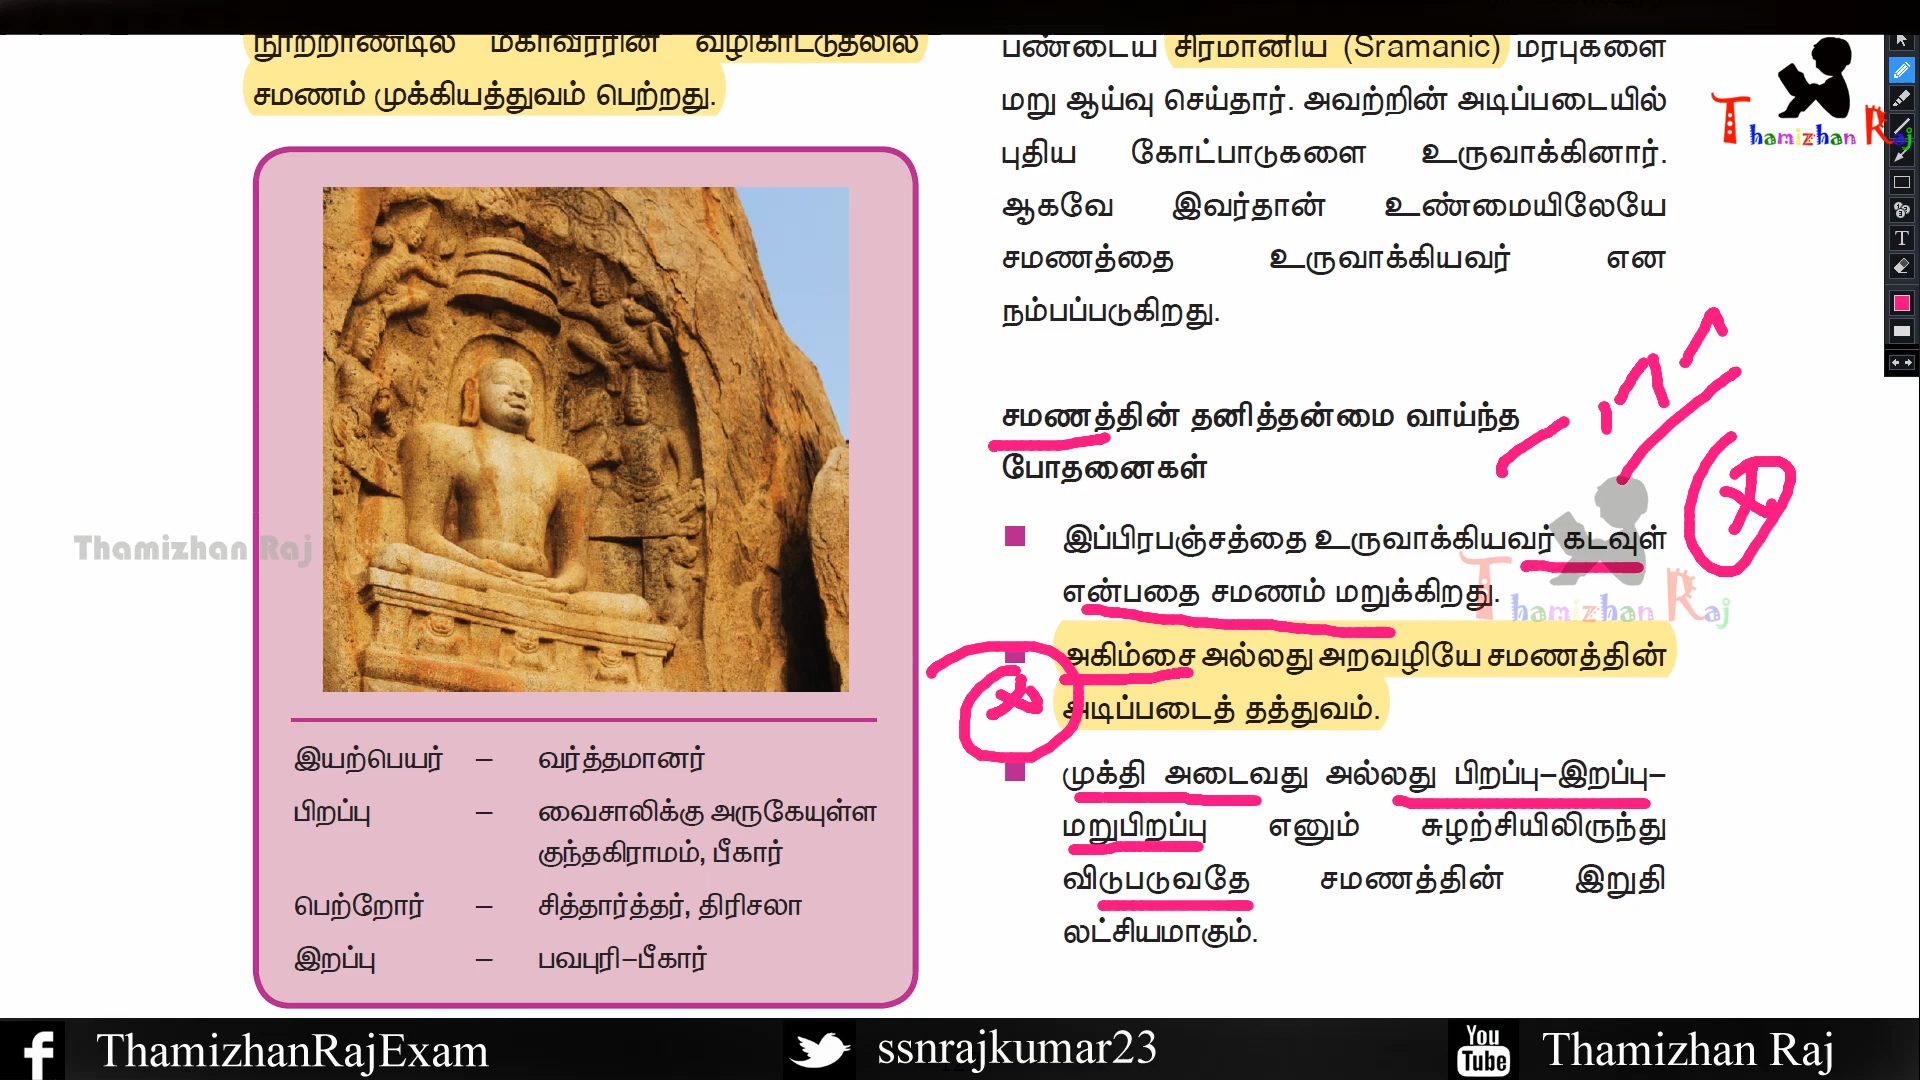 நூற்றாண்டில் மகாவீரரின் வழிகாட்டுதலில்
சமணம் முக்கியத்துவம் பெற்றது.
இயற்பெயர் – வர்த்தமானர்
பிறப்பு – வைசாலிக்கு அருகேயுள்ள
குந்தகிராமம், பீகார்
பெற்றோர் – சித்தார்த்தர், திரிசலா
இறப்பு – பவபுரி–பீகார்
பண்டைய சிரமானிய (Sramanic) மரபுகளை
மறு ஆய்வு செய்தார். அவற்றின் அடிப்படையில்
புதிய கோட்பாடுகளை உருவாக்கினார்.
ஆகவே இவர்தான் உண்மையிலேயே
சமணத்தை உருவாக்கியவர் என
நம்பப்படுகிறது.
சமணத்தின் தனித்தன்மை வாய்ந்த
போதனைகள்
இப்பிரபஞ்சத்தை உருவாக்கியவர் கடவுள்
என்பதை சமணம் மறுக்கிறது.
அகிம்சை அல்லது அறவழியே சமணத்தின்
அடிப்படைத் தத்துவம்.
முக்தி அடைவது அல்லது பிறப்பு–இறப்பு–
மறுபிறப்பு எனும் சுழற்சியிலிருந்து
விடுபடுவதே சமணத்தின் இறுதி
லட்சியமாகும்.
Thamizhan Raj
Thamizhan Raj
Thamizhan Raj
ThamizhanRajExam
ssnrajkumar23
You Tube
Thamizhan Raj